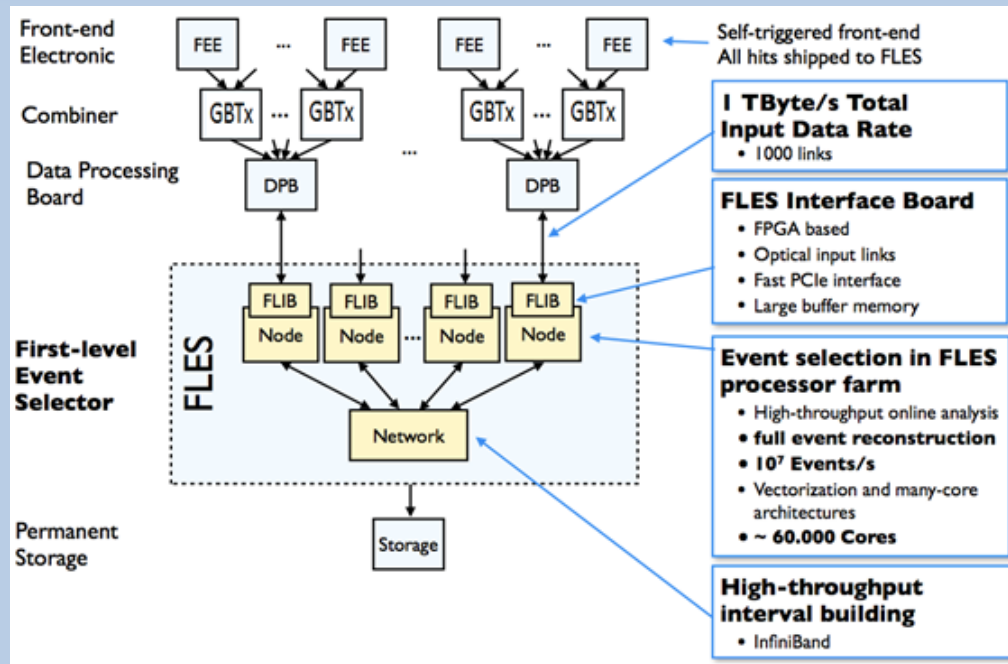 Front-end
Electronic
FEE ... FEE FEE ... FEE
Self-triggered front-end
All hits shipped to FLES
Combiner
GBTx ... GBTx GBTx ... GBTx
...
Data Processing
Board
DPB DPB
1 TByte/s Total
Input Data Rate
• 1000 links
FLES Interface Board
• FPGA based
• Optical input links
• Fast PCIe interface
• Large buffer memory
First-level
Event
Selector
FLES
FLIB FLIB FLIB FLIB
Node Node ... Node Node
Network
Event selection in FLES
processor farm
• High-throughput online analysis
• full event reconstruction
• 10⁷ Events/s
• Vectorization and many-core
architectures
• ~ 60.000 Cores
Permanent
Storage
Storage
High-throughput
interval building
• InfiniBand